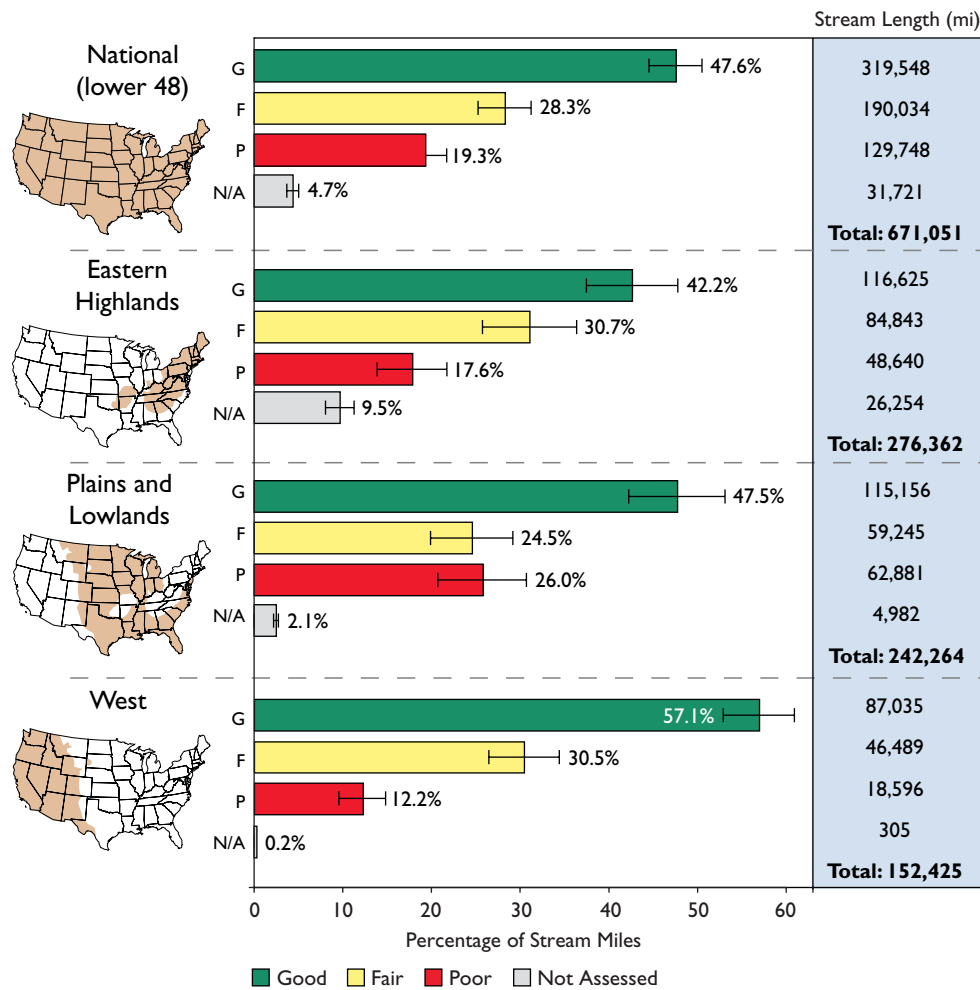 Stream Length (mi)
National
(lower 48)
G 47.6% 319,548
F 28.3% 190,034
P 19.3% 129,748
N/A 4.7% 31,721
Total: 671,051
Eastern
Highlands
G 42.2% 116,625
F 30.7% 84,843
P 17.6% 48,640
N/A 9.5% 26,254
Total: 276,362
Plains and
Lowlands
G 47.5% 115,156
F 24.5% 59,245
P 26.0% 62,881
N/A 2.1% 4,982
Total: 242,264
West
G 57.1% 87,035
F 30.5% 46,489
P 12.2% 18,596
N/A 0.2% 305
Total: 152,425
0 10 20 30 40 50 60
Percentage of Stream Miles
Good Fair Poor Not Assessed